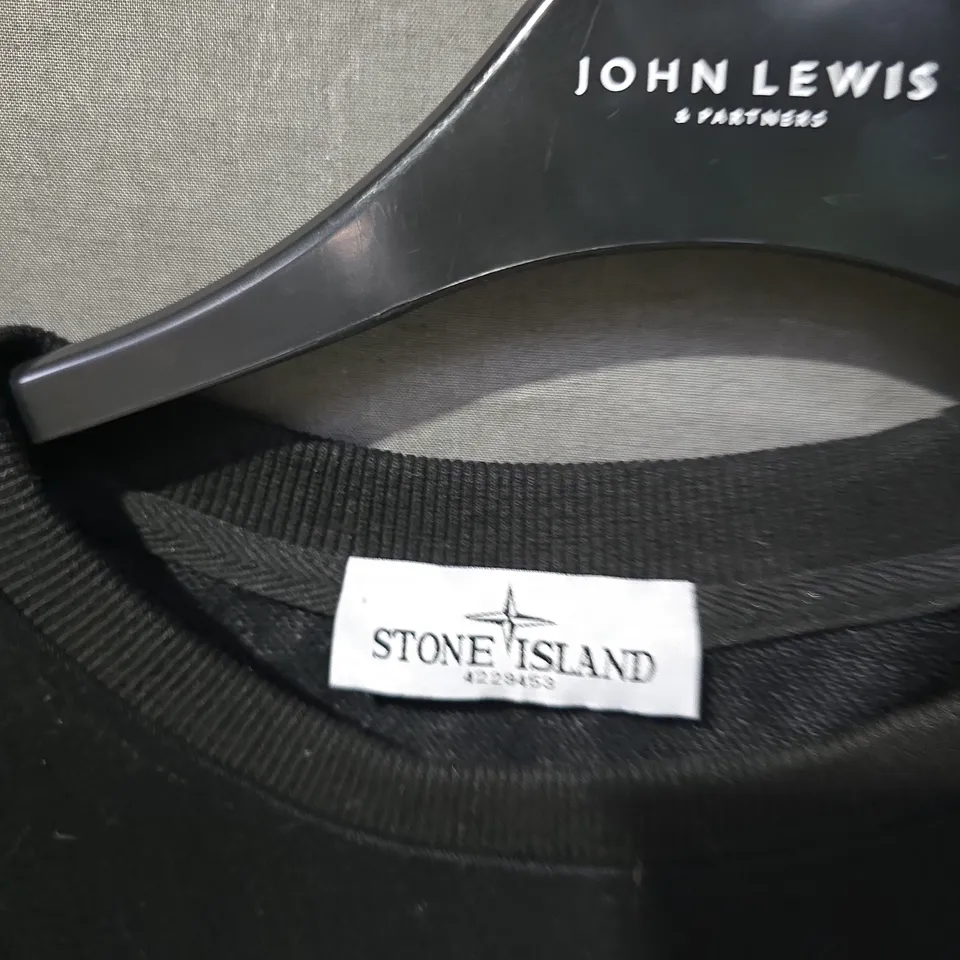 JOHN LEWIS
& PARTNERS
STONE ISLAND
4229453